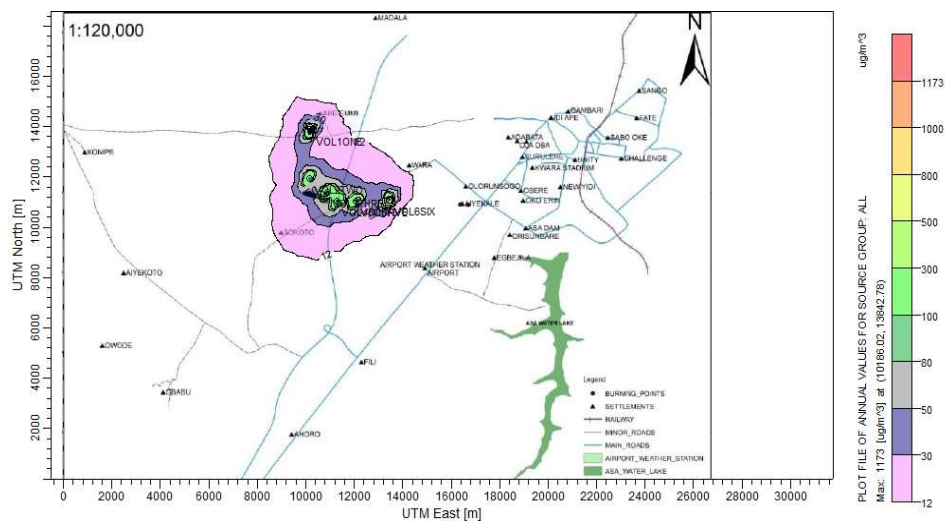 1:120,000
N
MADALA
KONIPE
WARA
SANGO
GAMBARI
IDI APE
FATE
ADABATA
OJA OBA
SABO OKE
SURULERE
UNITY
CHALLENGE
KWARA STADIUM
OLORUNSOGO
OSERE
NEWYIDI
OKO ERIN
IYEKALE
ASA DAM
ORISUNBARE
EGBEJILA
AIRPORT WEATHER STATION
AIRPORT
SOKOTO
12
AIYEKOTO
OWODE
GBABU
FILI
AHORO
ASA WATER LAKE
Legend
BURNING_POINTS
SETTLEMENTS
RAILWAY
MINOR_ROADS
MAIN_ROADS
AIRPORT_WEATHER_STATION
ASA_WATER_LAKE
UTM North [m]
2000
4000
6000
8000
10000
12000
14000
16000
0 2000 4000 6000 8000 10000 12000 14000 16000 18000 20000 22000 24000 26000 28000 30000
UTM East [m]
PLOT FILE OF ANNUAL VALUES FOR SOURCE GROUP: ALL
Max: 1173 [ug/m^3] at (10186.02, 13842.78)
ug/m^3
1173
1000
800
500
300
100
80
50
30
12